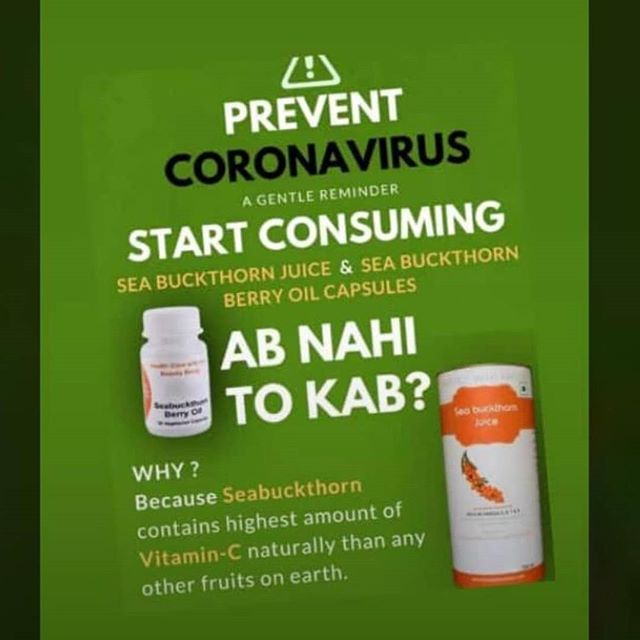 PREVENT
CORONAVIRUS
A GENTLE REMINDER
START CONSUMING
SEA BUCKTHORN JUICE & SEA BUCKTHORN
BERRY OIL CAPSULES
AB NAHI
TO KAB?
Seabuckthorn
Berry Oil
Sea buckthorn
Juice
WHY ?
Because Seabuckthorn
contains highest amount of
Vitamin-C naturally than any
other fruits on earth.